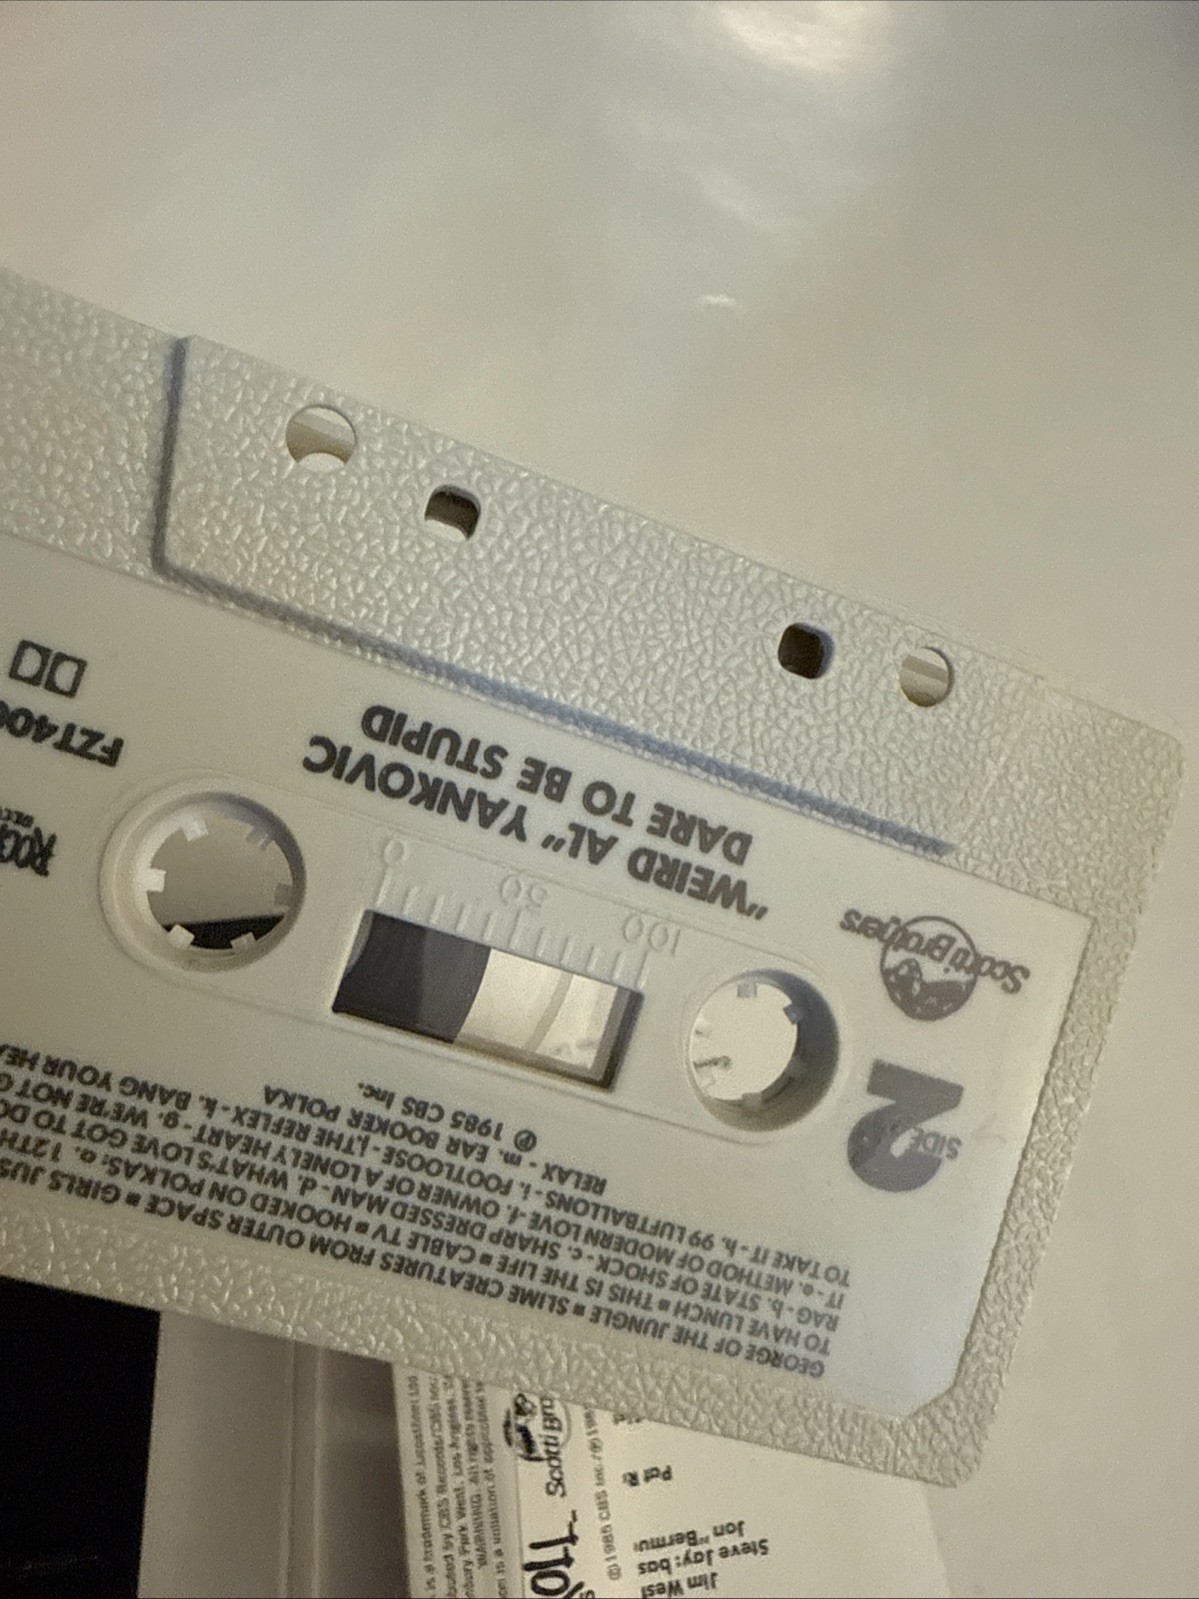 GEORGE OF THE JUNGLE ■ SLIME CREATURES FROM OUTER SPACE ■ GIRLS JUS
TO HAVE LUNCH ■ THIS IS THE LIFE ■ CABLE TV ■ HOOKED ON POLKAS: a. 12TH
RAG - b. STATE OF SHOCK - c. SHARP DRESSED MAN - d. WHAT'S LOVE GOT TO DO
IT - e. METHOD OF MODERN LOVE - f. OWNER OF A LONELY HEART - g. WE'RE NOT G
TO TAKE IT - h. 99 LUFTBALLONS - i. FOOTLOOSE - j. THE REFLEX - k. BANG YOUR HEA
RELAX - m. EAR BOOKER POLKA
℗ 1985 CBS Inc.
SIDE
2
Scotti Brothers
100 50 0
"WEIRD AL" YANKOVIC
DARE TO BE STUPID
FZT400
Jim West
Steve Jay: bas
Jon "Bermu
Scotti Bro